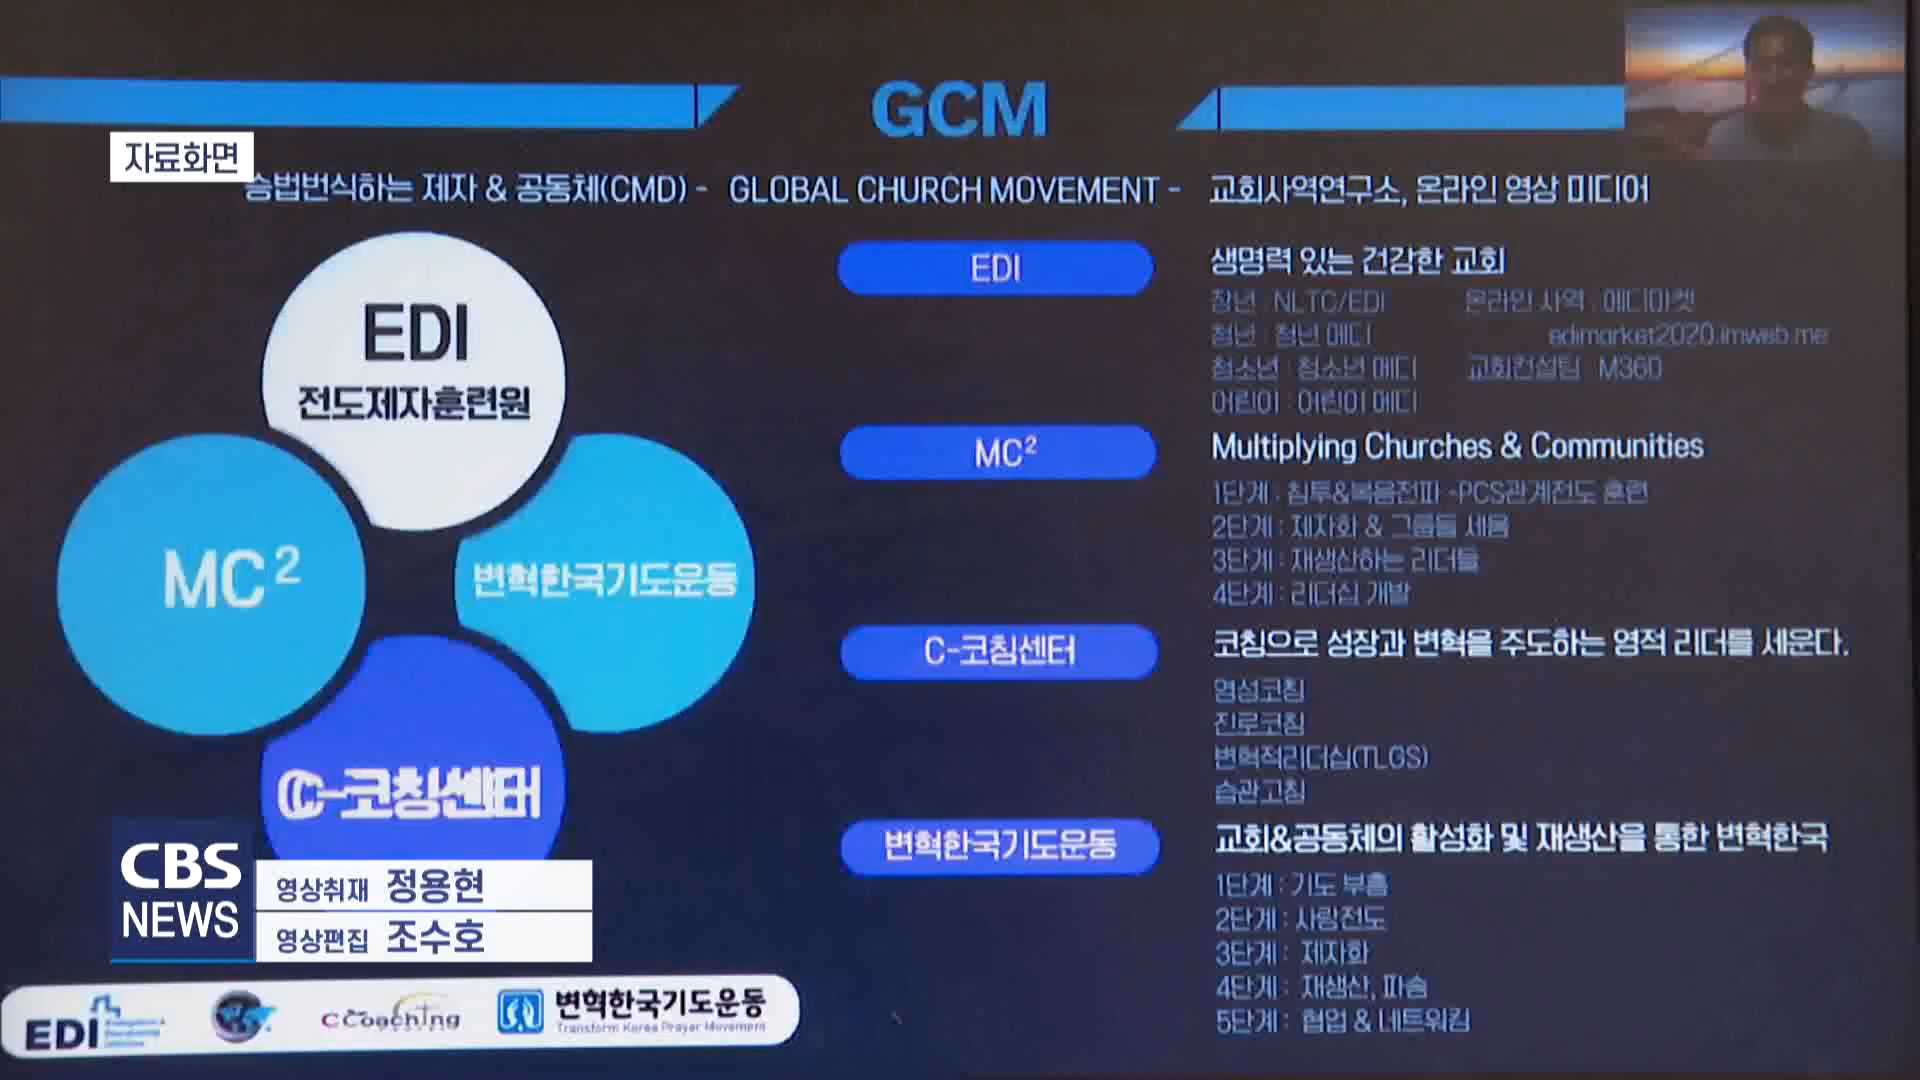 GCM
자료화면
승법번식하는 제자 & 공동체(CMD) - GLOBAL CHURCH MOVEMENT - 교회사역연구소, 온라인 영상 미디어
EDI
전도제자훈련원
MC²
변혁한국기도운동
C-코칭센터
EDI
생명력 있는 건강한 교회
장년 : NLTC/EDI 온라인 사역 : 에디마켓
청년 : 청년 에디 edimarket2020.imweb.me
청소년 : 청소년 에디 교회컨설팅 : M360
어린이 : 어린이 에디
MC²
Multiplying Churches & Communities
1단계 : 침투&복음전파 -PCS관계전도 훈련
2단계 : 제자화 & 그룹들 세움
3단계 : 재생산하는 리더들
4단계 : 리더십 개발
C-코칭센터
코칭으로 성장과 변혁을 주도하는 영적 리더를 세운다.
영성코칭
진로코칭
변혁적리더십(TLGS)
습관코칭
변혁한국기도운동
교회&공동체의 활성화 및 재생산을 통한 변혁한국
1단계 : 기도 부흥
2단계 : 사랑전도
3단계 : 제자화
4단계 : 재생산, 파송
5단계 : 협업 & 네트워킹
CBS
NEWS
영상취재 정용현
영상편집 조수호
EDI
CCoaching
변혁한국기도운동
Transform Korea Prayer Movement